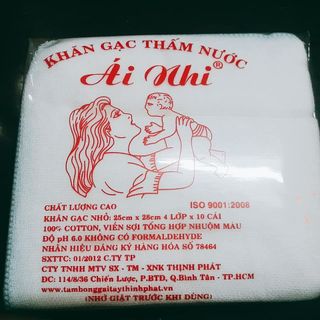 KHĂN GẠC THẤM NƯỚC
Ái Nhi®
CHẤT LƯỢNG CAO ISO 9001:2008
KHĂN GẠC NHỎ: 25cm x 28cm 4 LỚP x 10 CÁI
100% COTTON, VIỀN SỢI TỔNG HỢP NHUỘM MÀU
ĐỘ pH 6.0 KHÔNG CÓ FORMALDEHYDE
NHÃN HIỆU ĐĂNG KÝ HÀNG HÓA SỐ 78464
SXTTC: 01/2012 C.TY TP
CTY TNHH MTV SX - TM - XNK THỊNH PHÁT
DC: 114/8/36 Chiến Lược, P.BTĐ, Q.Bình Tân - TP.HCM
www.tambonggaitaythinhphat.vn
(NHỚ GIẶT TRƯỚC KHI DÙNG)